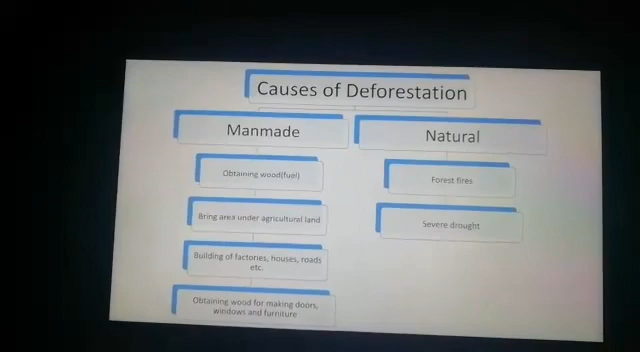 Causes of Deforestation
Manmade
Obtaining wood(fuel)
Bring area under agricultural land
Building of factories, houses, roads
etc.
Obtaining wood for making doors,
windows and furniture
Natural
Forest fires
Severe drought